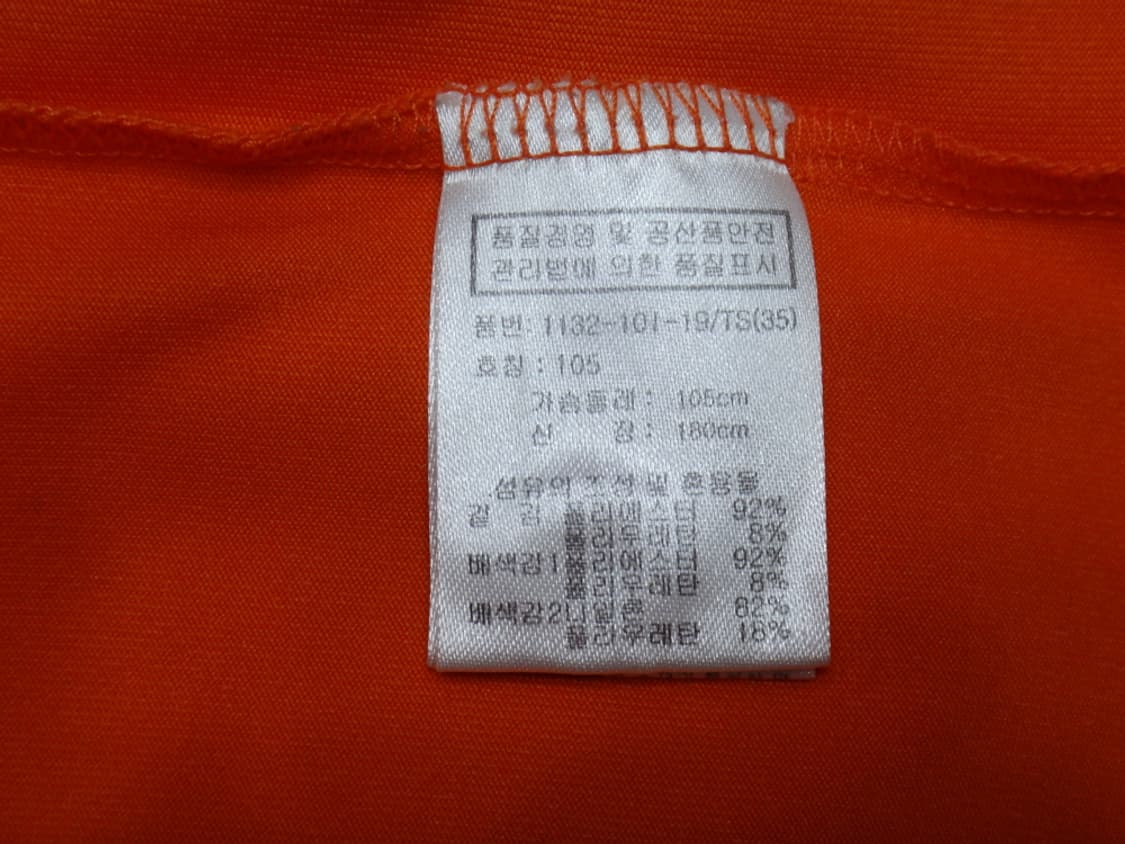 품질경영 및 공산품안전
관리법에 의한 품질표시
품번: 1132-101-19/TS(35)
호칭 : 105
가슴둘레 : 105cm
신 장 : 180cm
섬유의 조성 및 혼용율
겉 감 폴리에스터 92%
폴리우레탄 8%
배색감1폴리에스터 92%
폴리우레탄 8%
배색감2나일론 82%
폴리우레탄 18%